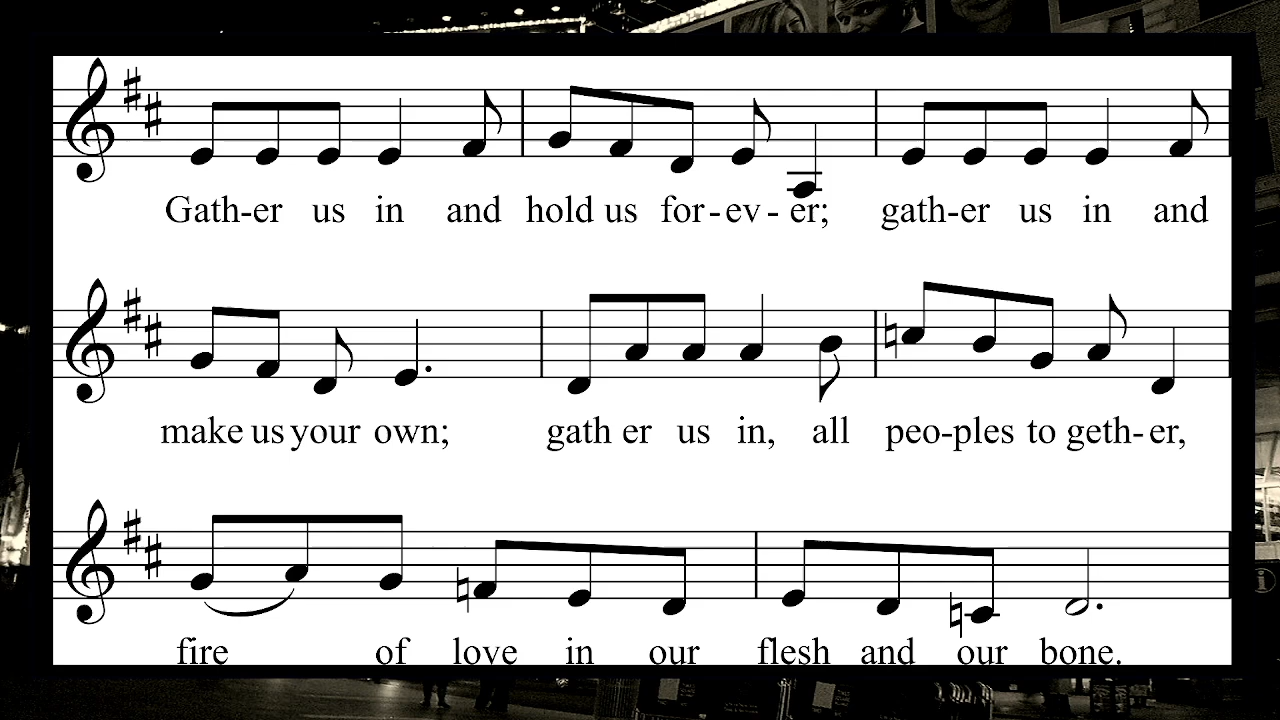 Gath-er us in and hold us for-ev-er; gath-er us in and
make us your own; gath er us in, all peo-ples to geth-er,
fire of love in our flesh and our bone.